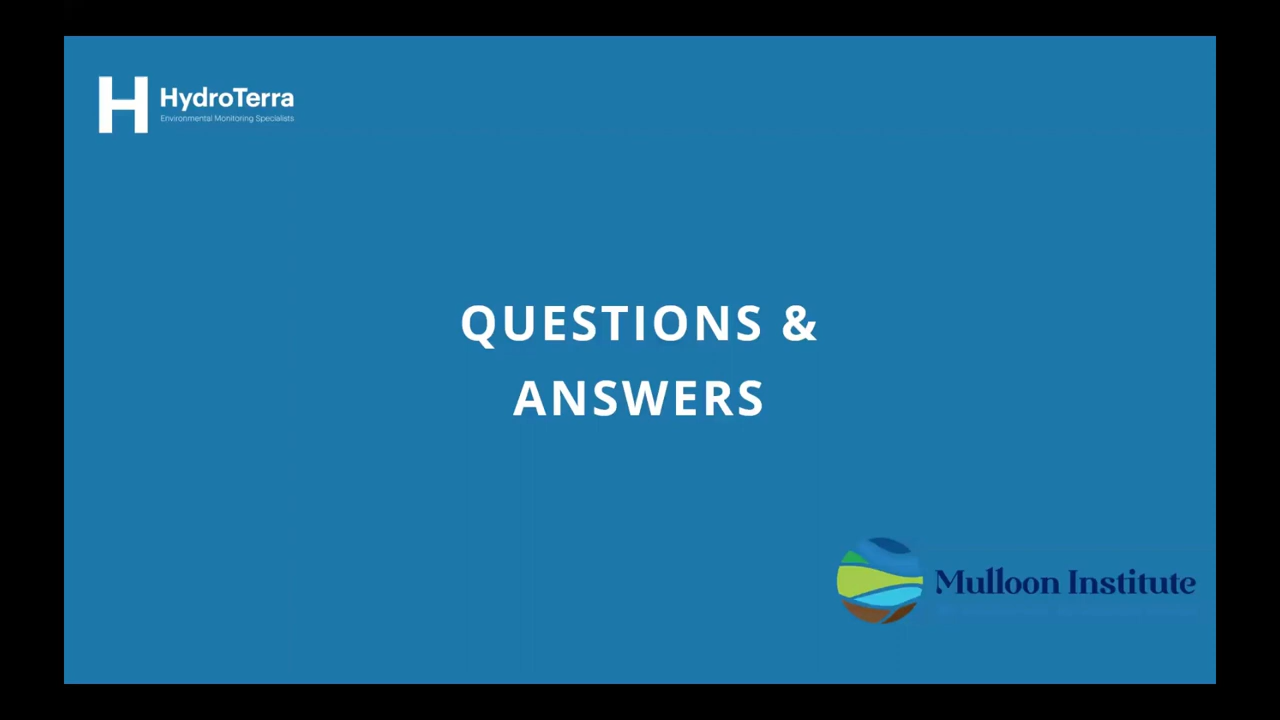 HydroTerra
Environmental Monitoring Specialists
QUESTIONS &
ANSWERS
Mulloon Institute